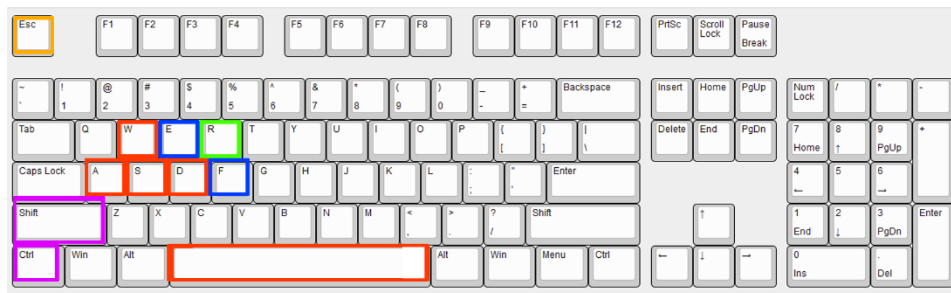 Esc F1 F2 F3 F4 F5 F6 F7 F8 F9 F10 F11 F12 PrtSc Scroll Lock Pause Break
~ ` ! 1 @ 2 # 3 $ 4 % 5 ^ 6 & 7 * 8 ( 9 ) 0 _ - + = Backspace Insert Home PgUp Num Lock / * -
Tab Q W E R T Y U I O P { [ } ] | \ Delete End PgDn 7 Home 8 ↑ 9 PgUp +
Caps Lock A S D F G H J K L : ; " ' Enter 4 ← 5 6 →
Shift Z X C V B N M < , > . ? / Shift ↑ 1 End 2 ↓ 3 PgDn Enter
Ctrl Win Alt Alt Win Menu Ctrl ← ↓ → 0 Ins . Del